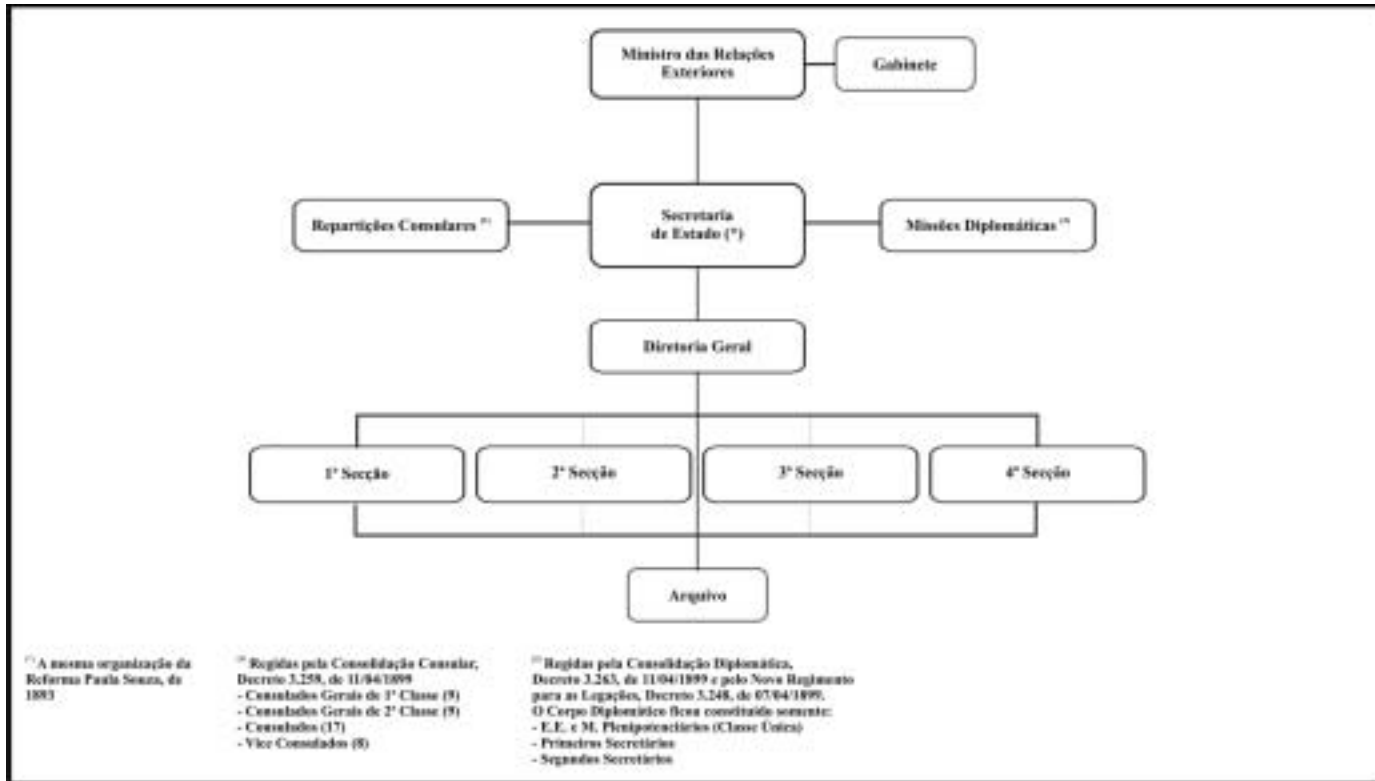 Ministro das Relações
Exteriores
Gabinete
Repartições Consulares
Secretaria
de Estado (*)
Missões Diplomáticas
Diretoria Geral
1ª Secção
2ª Secção
3ª Secção
4ª Secção
Arquivo
(*) A mesma organização da
Reforma Paula Souza, de
1893
Regidas pela Consolidação Consular,
Decreto 3.259, de 11/04/1899
- Consulados Gerais de 1ª Classe (9)
- Consulados Gerais de 2ª Classe (9)
- Consulados (17)
- Vice Consulados (8)
Regidas pela Consolidação Diplomática,
Decreto 3.263, de 11/04/1899 e pelo Novo Regimento
para as Legações, Decreto 3.248, de 07/04/1899.
O Corpo Diplomático ficou constituído somente:
- E.E. e M. Plenipotenciários (Classe Única)
- Primeiros Secretários
- Segundos Secretários